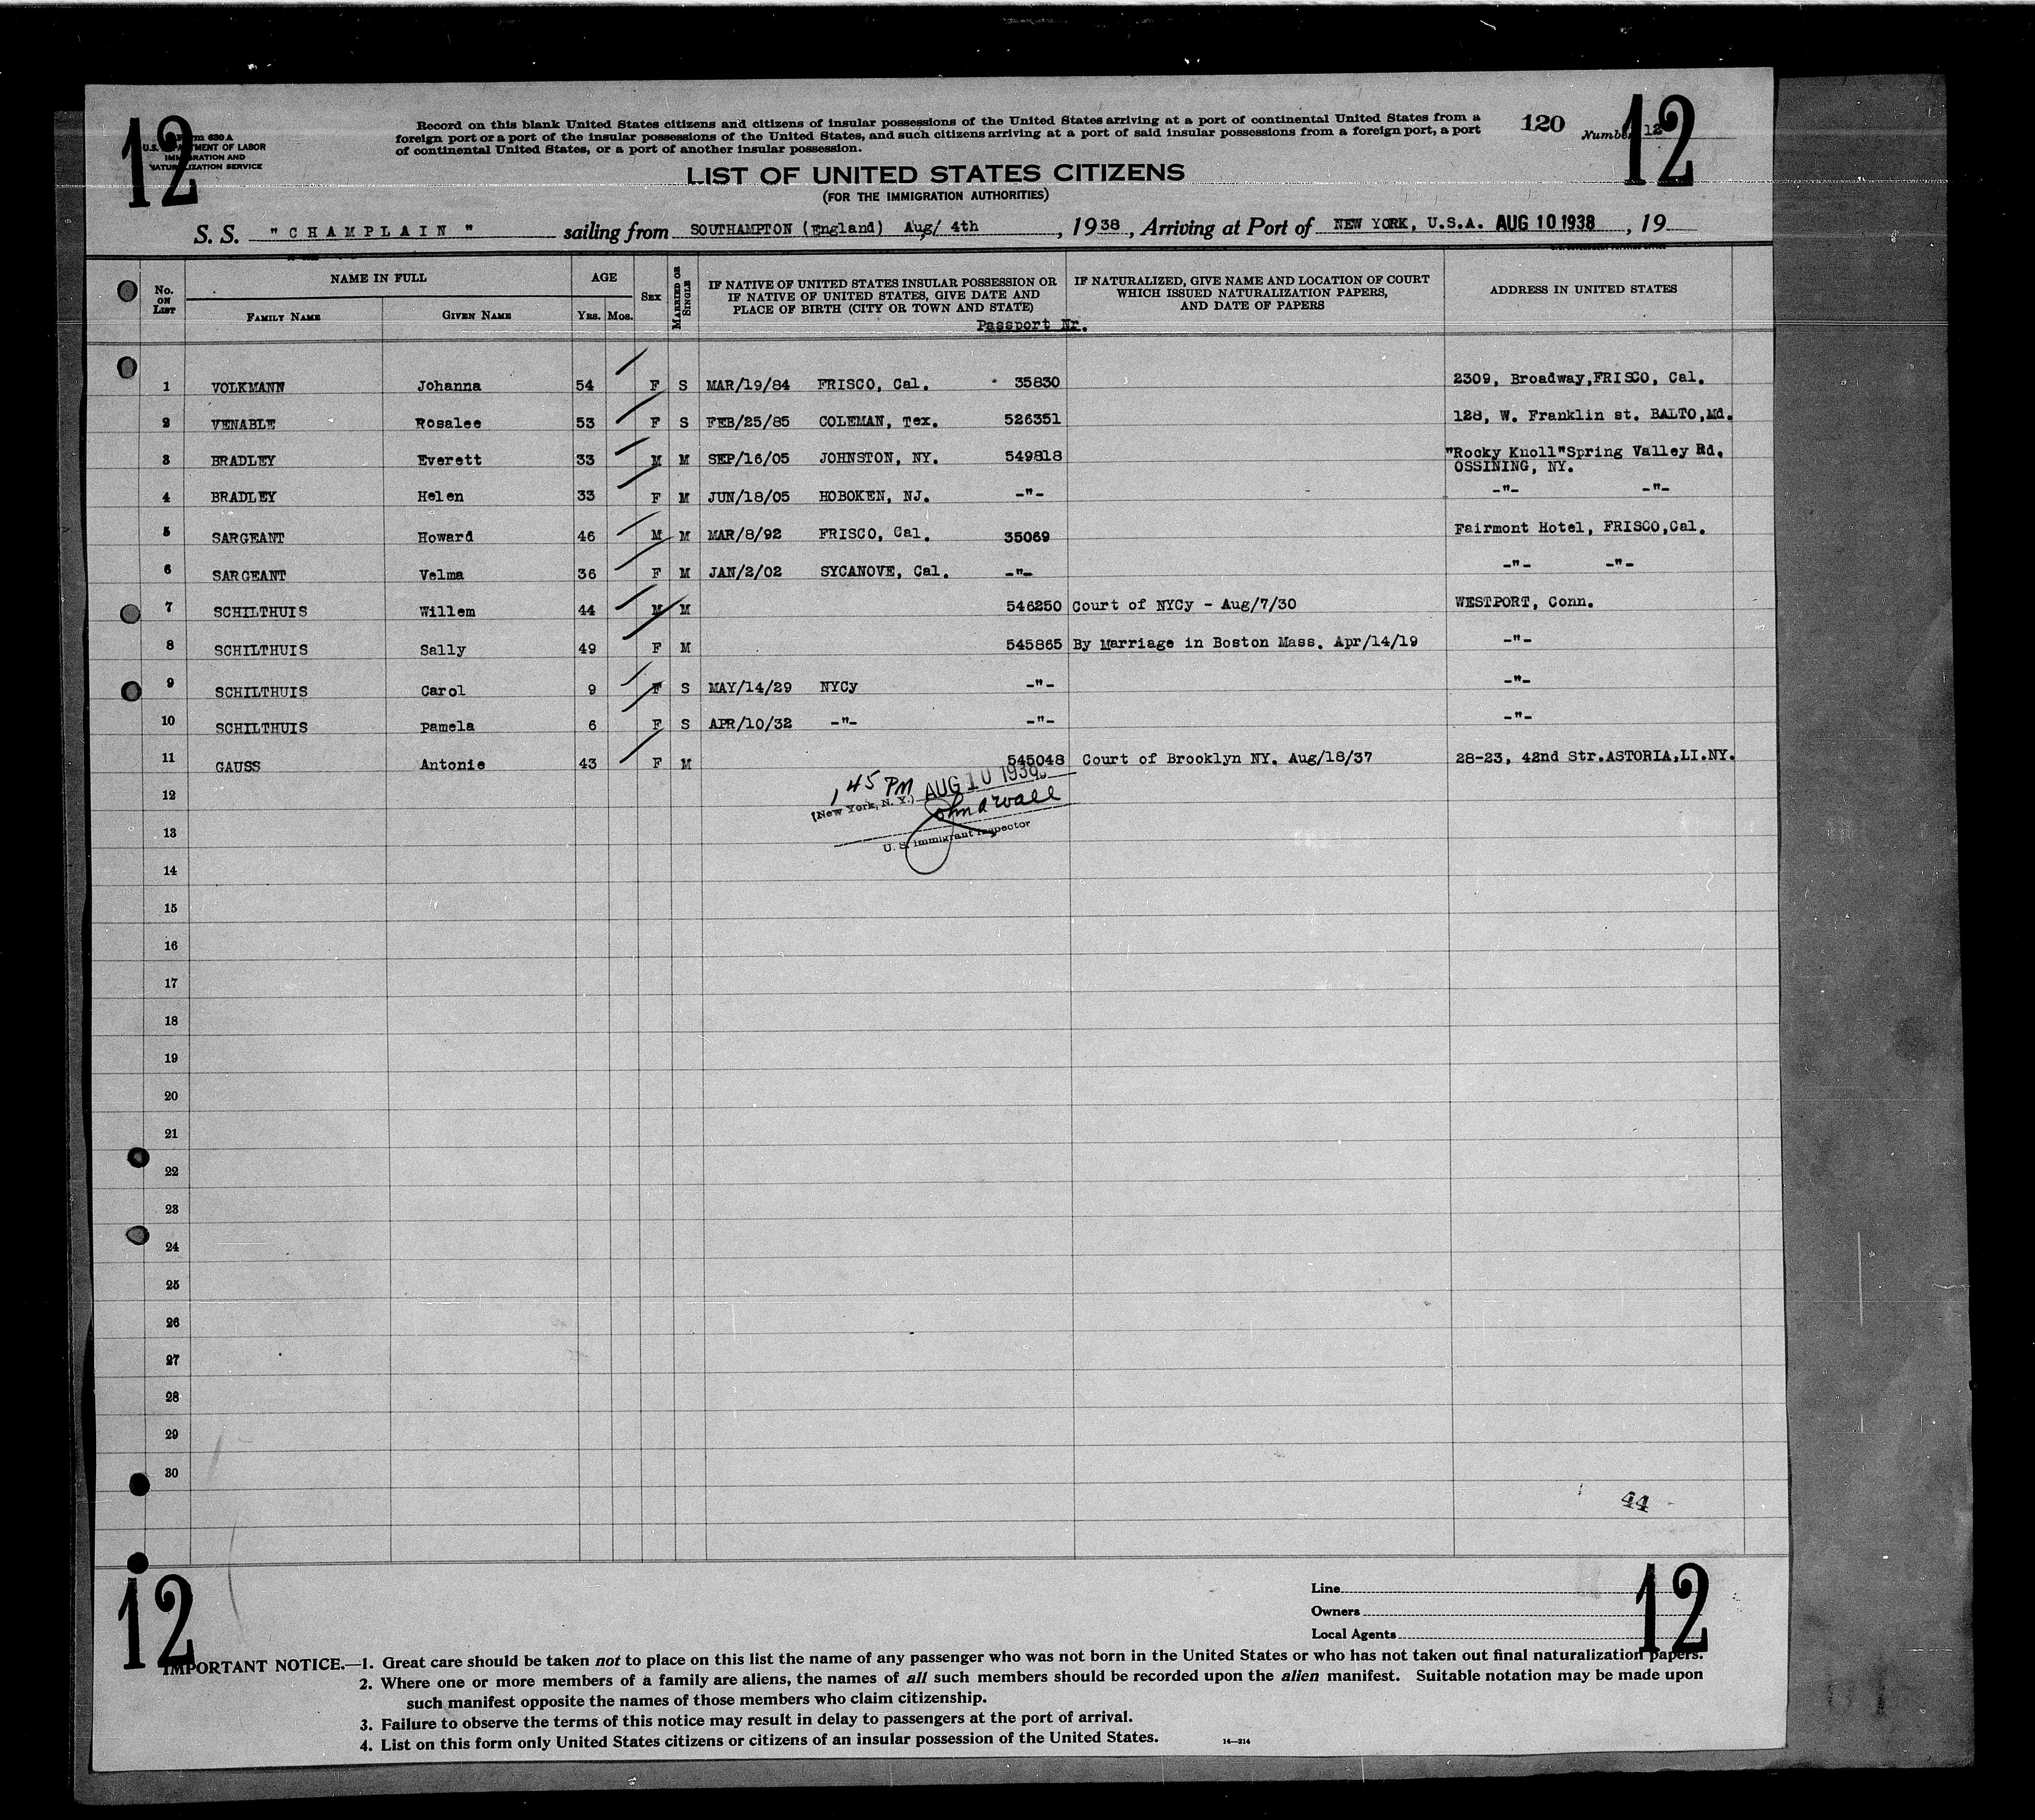 12
12
Form 630 A
U.S. DEPARTMENT OF LABOR
IMMIGRATION AND
NATURALIZATION SERVICE
Record on this blank United States citizens and citizens of insular possessions of the United States arriving at a port of continental United States from a
foreign port or a port of the insular possessions of the United States, and such citizens arriving at a port of said insular possessions from a foreign port, a port
of continental United States, or a port of another insular possession.
120 Number 12
LIST OF UNITED STATES CITIZENS
(FOR THE IMMIGRATION AUTHORITIES)
S. S. " C H A M P L A I N " sailing from SOUTHAMPTON (England) Aug/ 4th , 1938 , Arriving at Port of NEW YORK, U.S.A. AUG 10 1938 , 19
No. ON LIST NAME IN FULL AGE SEX MARRIED OR SINGLE IF NATIVE OF UNITED STATES INSULAR POSSESSION OR IF NATIVE OF UNITED STATES, GIVE DATE AND PLACE OF BIRTH (CITY OR TOWN AND STATE) IF NATURALIZED, GIVE NAME AND LOCATION OF COURT WHICH ISSUED NATURALIZATION PAPERS, AND DATE OF PAPERS ADDRESS IN UNITED STATES
FAMILY NAME GIVEN NAME YRS. MOS. Passport Nr.
1 VOLKMANN Johanna 54 F S MAR/19/84 FRISCO, Cal. 35830 2309, Broadway,FRISCO, Cal.
2 VENABLE Rosalee 53 F S FEB/25/85 COLEMAN, Tex. 526351 128, W. Franklin st. BALTO,Md.
3 BRADLEY Everett 33 M M SEP/16/05 JOHNSTON, NY. 549818 "Rocky Knoll"Spring Valley Rd.
OSSINING, NY.
4 BRADLEY Helen 33 F M JUN/18/05 HOBOKEN, NJ. -"- -"- -"-
5 SARGEANT Howard 46 M M MAR/8/92 FRISCO, Cal. 35069 Fairmont Hotel, FRISCO,Cal.
6 SARGEANT Velma 36 F M JAN/2/02 SYCANOVE, Cal. -"- -"- -"-
7 SCHILTHUIS Willem 44 M M 546250 Court of NYCy - Aug/7/30 WESTPORT, Conn.
8 SCHILTHUIS Sally 49 F M 545865 By Marriage in Boston Mass. Apr/14/19 -"-
9 SCHILTHUIS Carol 9 F S MAY/14/29 NYCy -"- -"-
10 SCHILTHUIS Pamela 6 F S APR/10/32 -"- -"- -"-
11 GAUSS Antonie 43 F M 545048 Court of Brooklyn NY. Aug/18/37 28-23, 42nd Str.ASTORIA,LI.NY.
12
1,45 PM AUG 10 1938
(New York, N. Y.)
13
U. S. Immigrant Inspector
14
15
16
17
18
19
20
21
22
23
24
25
26
27
28
29
30
44
12
12
Line
Owners
Local Agents
IMPORTANT NOTICE.—1. Great care should be taken not to place on this list the name of any passenger who was not born in the United States or who has not taken out final naturalization papers.
2. Where one or more members of a family are aliens, the names of all such members should be recorded upon the alien manifest. Suitable notation may be made upon
such manifest opposite the names of those members who claim citizenship.
3. Failure to observe the terms of this notice may result in delay to passengers at the port of arrival.
4. List on this form only United States citizens or citizens of an insular possession of the United States.
14—214